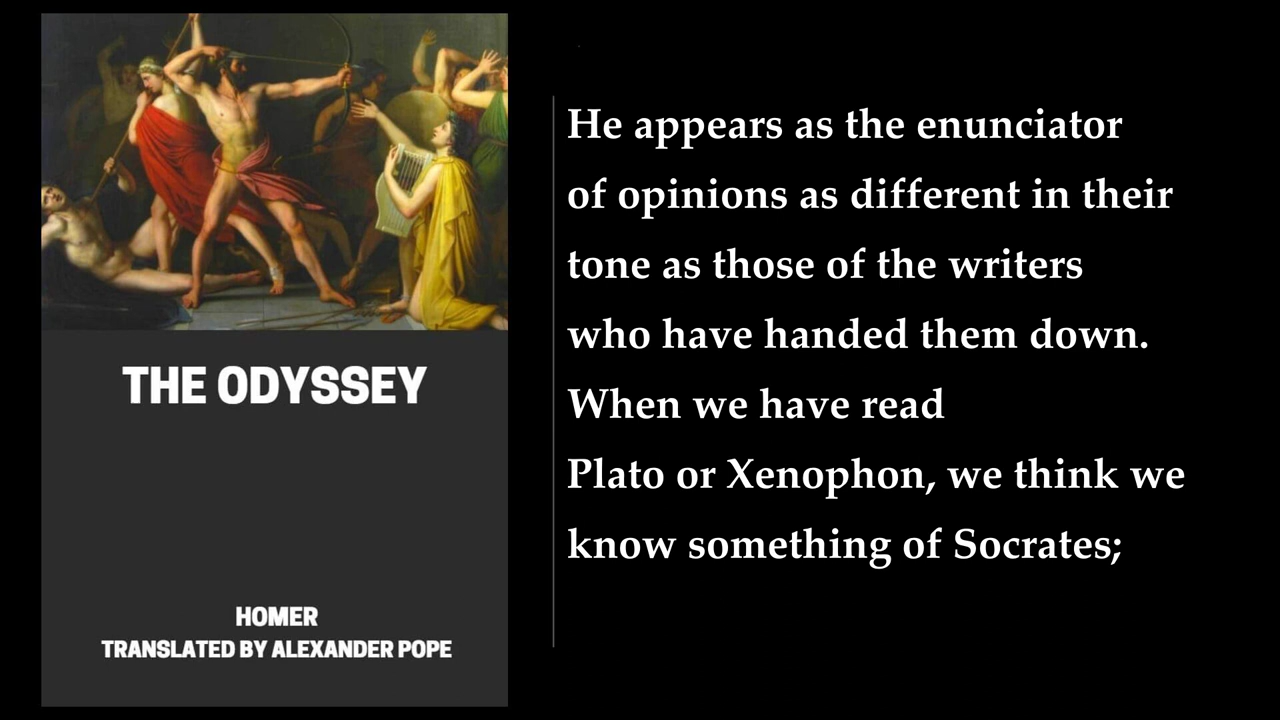 THE ODYSSEY
HOMER
TRANSLATED BY ALEXANDER POPE
He appears as the enunciator
of opinions as different in their
tone as those of the writers
who have handed them down.
When we have read
Plato or Xenophon, we think we
know something of Socrates;